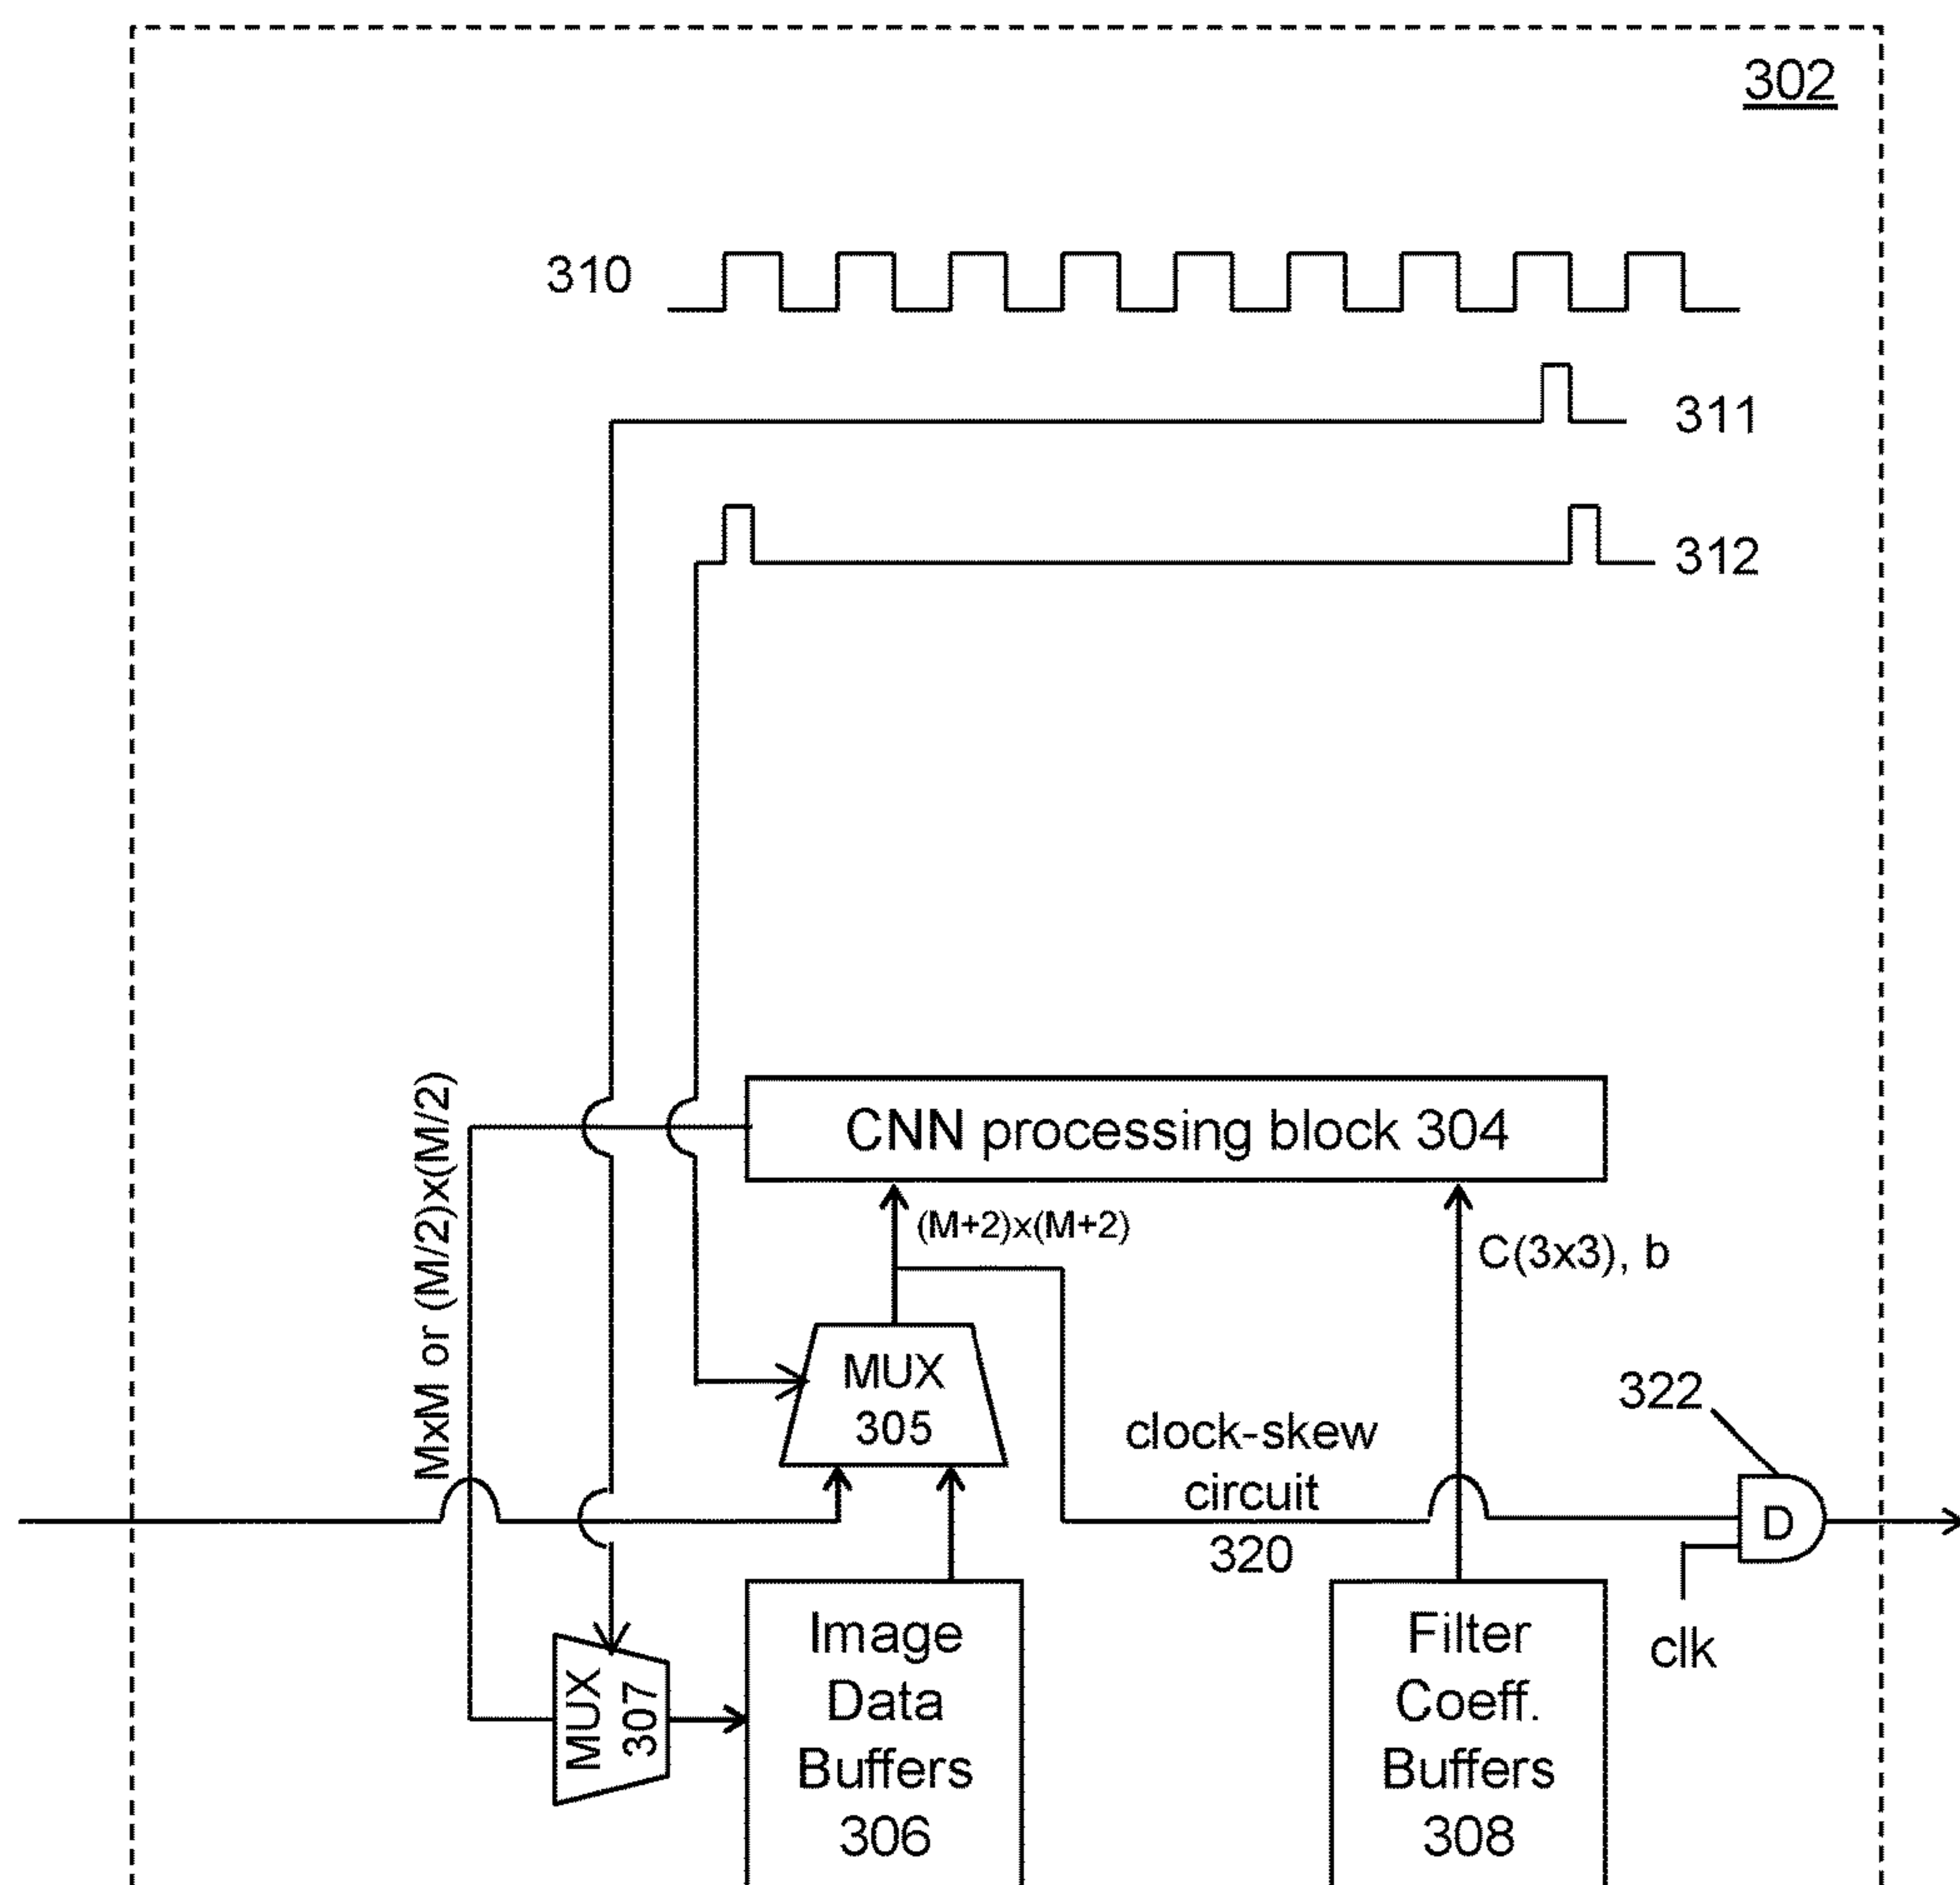 302
310
311
312
MxM or (M/2)x(M/2)
CNN processing block 304
(M+2)x(M+2)
C(3x3), b
MUX
305
clock-skew
circuit
320
322
D
clk
MUX
307
Image
Data
Buffers
306
Filter
Coeff.
Buffers
308